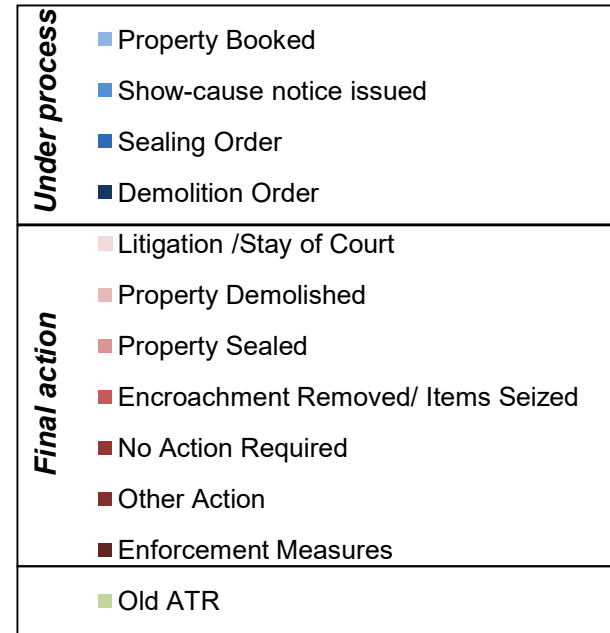 Under process
Property Booked
Show-cause notice issued
Sealing Order
Demolition Order
Final action
Litigation /Stay of Court
Property Demolished
Property Sealed
Encroachment Removed/ Items Seized
No Action Required
Other Action
Enforcement Measures
Old ATR